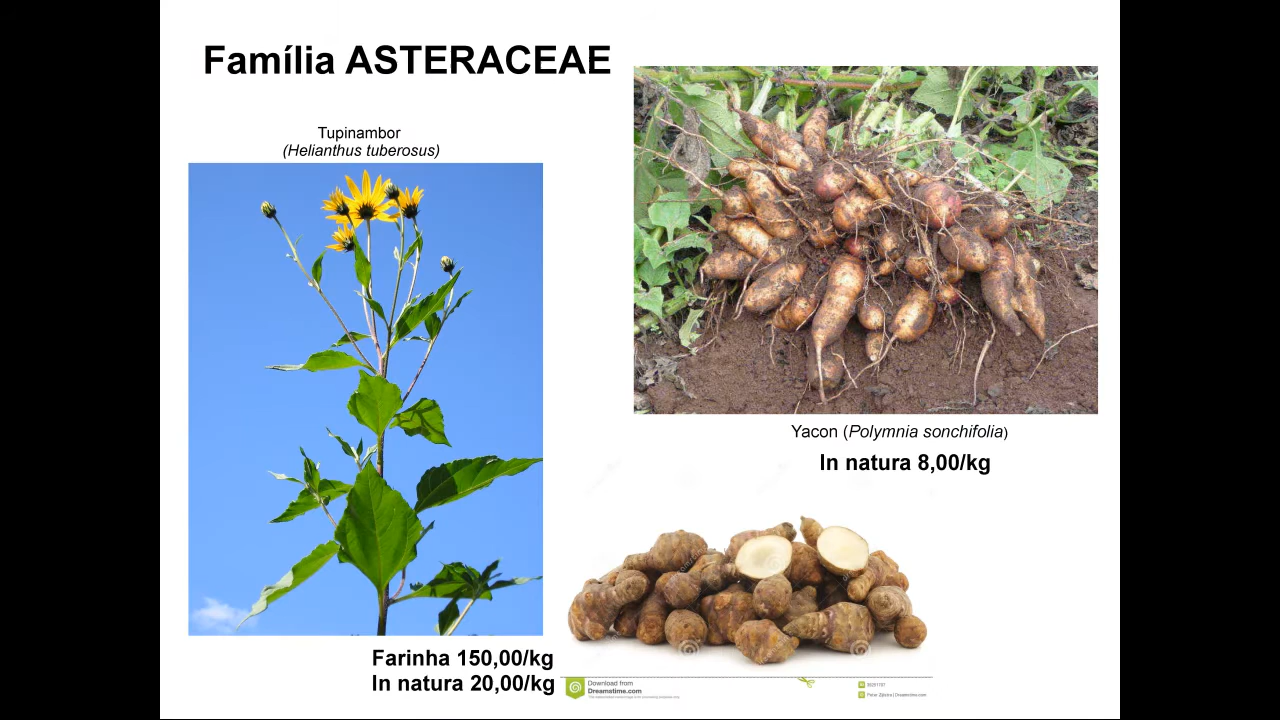 Família ASTERACEAE
Tupinambor
(Helianthus tuberosus)
Yacon (Polymnia sonchifolia)
In natura 8,00/kg
Farinha 150,00/kg
In natura 20,00/kg
Download from
Dreamstime.com